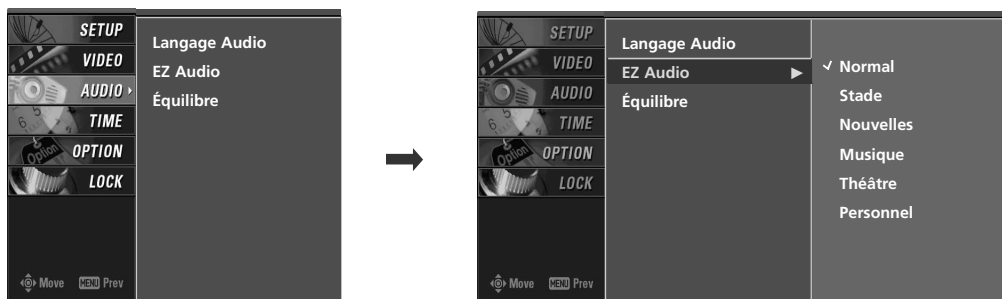 SETUP
VIDEO
AUDIO
TIME
OPTION
LOCK
Move MENU Prev
Langage Audio
EZ Audio
Équilibre
SETUP
VIDEO
AUDIO
TIME
OPTION
LOCK
Move MENU Prev
Langage Audio
EZ Audio
Équilibre
Normal
Stade
Nouvelles
Musique
Théâtre
Personnel